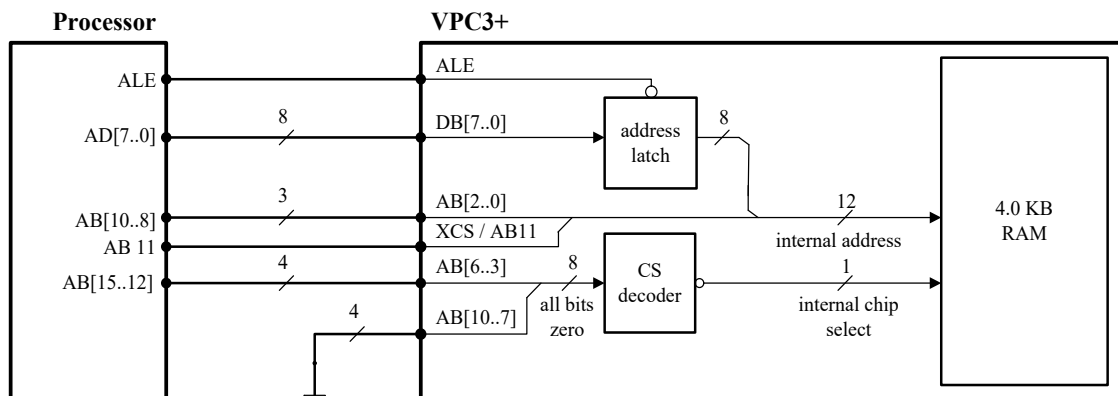 Processor
VPC3+
ALE
ALE
8
AD[7..0]
DB[7..0]
address
latch
8
3
AB[10..8]
AB[2..0]
12
internal address
4.0 KB
RAM
AB 11
XCS / AB11
4
AB[15..12]
AB[6..3]
8
all bits
zero
CS
decoder
1
internal chip
select
4
AB[10..7]